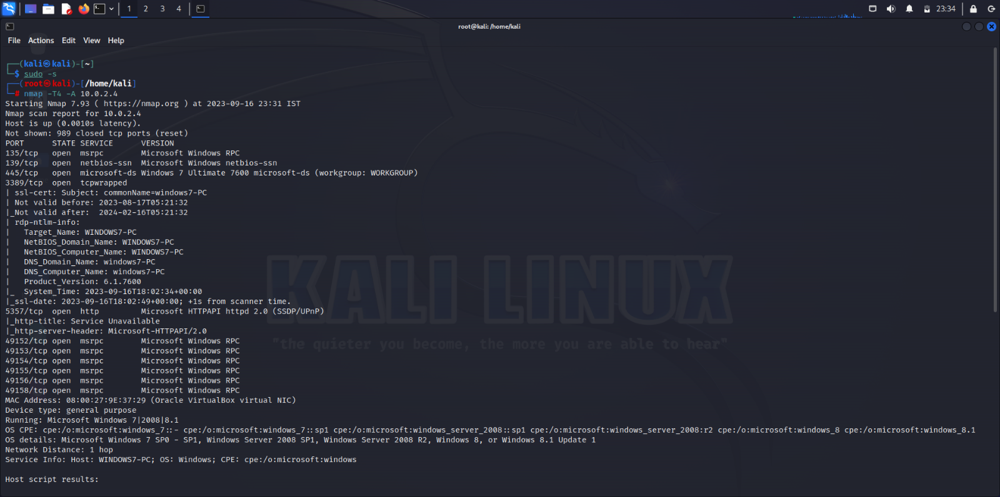 1 2 3 4 23:34
root@kali: /home/kali
File Actions Edit View Help
┌──(kali㉿kali)-[~]
└─$ sudo -s
┌──(root㉿kali)-[/home/kali]
└─# nmap -T4 -A 10.0.2.4
Starting Nmap 7.93 ( https://nmap.org ) at 2023-09-16 23:31 IST
Nmap scan report for 10.0.2.4
Host is up (0.0010s latency).
Not shown: 989 closed tcp ports (reset)
PORT      STATE SERVICE      VERSION
135/tcp   open  msrpc        Microsoft Windows RPC
139/tcp   open  netbios-ssn  Microsoft Windows netbios-ssn
445/tcp   open  microsoft-ds Windows 7 Ultimate 7600 microsoft-ds (workgroup: WORKGROUP)
3389/tcp  open  tcpwrapped
| ssl-cert: Subject: commonName=windows7-PC
| Not valid before: 2023-08-17T05:21:32
|_Not valid after:  2024-02-16T05:21:32
| rdp-ntlm-info:
|   Target_Name: WINDOWS7-PC
|   NetBIOS_Domain_Name: WINDOWS7-PC
|   NetBIOS_Computer_Name: WINDOWS7-PC
|   DNS_Domain_Name: windows7-PC
|   DNS_Computer_Name: windows7-PC
|   Product_Version: 6.1.7600
|_  System_Time: 2023-09-16T18:02:34+00:00
|_ssl-date: 2023-09-16T18:02:49+00:00; +1s from scanner time.
5357/tcp  open  http         Microsoft HTTPAPI httpd 2.0 (SSDP/UPnP)
|_http-title: Service Unavailable
|_http-server-header: Microsoft-HTTPAPI/2.0
49152/tcp open  msrpc        Microsoft Windows RPC
49153/tcp open  msrpc        Microsoft Windows RPC
49154/tcp open  msrpc        Microsoft Windows RPC
49155/tcp open  msrpc        Microsoft Windows RPC
49156/tcp open  msrpc        Microsoft Windows RPC
49158/tcp open  msrpc        Microsoft Windows RPC
MAC Address: 08:00:27:9E:37:29 (Oracle VirtualBox virtual NIC)
Device type: general purpose
Running: Microsoft Windows 7|2008|8.1
OS CPE: cpe:/o:microsoft:windows_7::- cpe:/o:microsoft:windows_7::sp1 cpe:/o:microsoft:windows_server_2008::sp1 cpe:/o:microsoft:windows_server_2008:r2 cpe:/o:microsoft:windows_8 cpe:/o:microsoft:windows_8.1
OS details: Microsoft Windows 7 SP0 - SP1, Windows Server 2008 SP1, Windows Server 2008 R2, Windows 8, or Windows 8.1 Update 1
Network Distance: 1 hop
Service Info: Host: WINDOWS7-PC; OS: Windows; CPE: cpe:/o:microsoft:windows
Host script results:
KALI LINUX
"the quieter you become, the more you are able to hear"